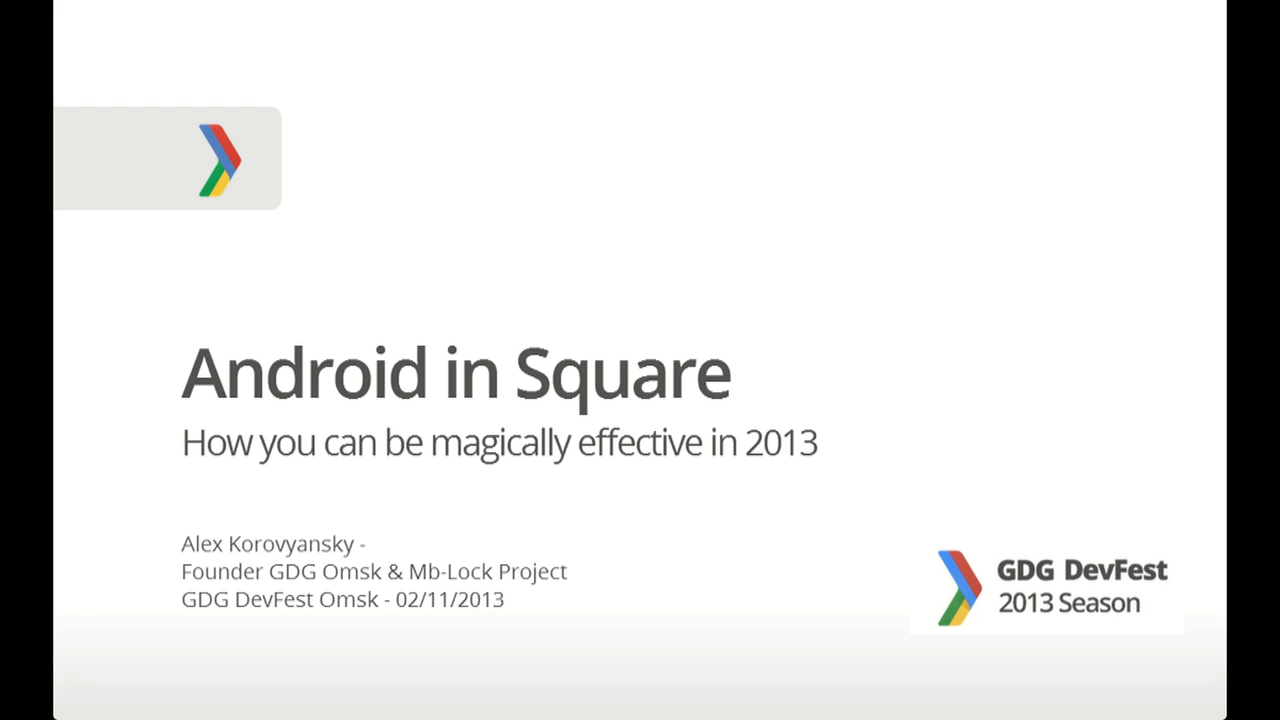 Android in Square
How you can be magically effective in 2013
Alex Korovyansky -
Founder GDG Omsk & Mb-Lock Project
GDG DevFest Omsk - 02/11/2013
GDG DevFest
2013 Season